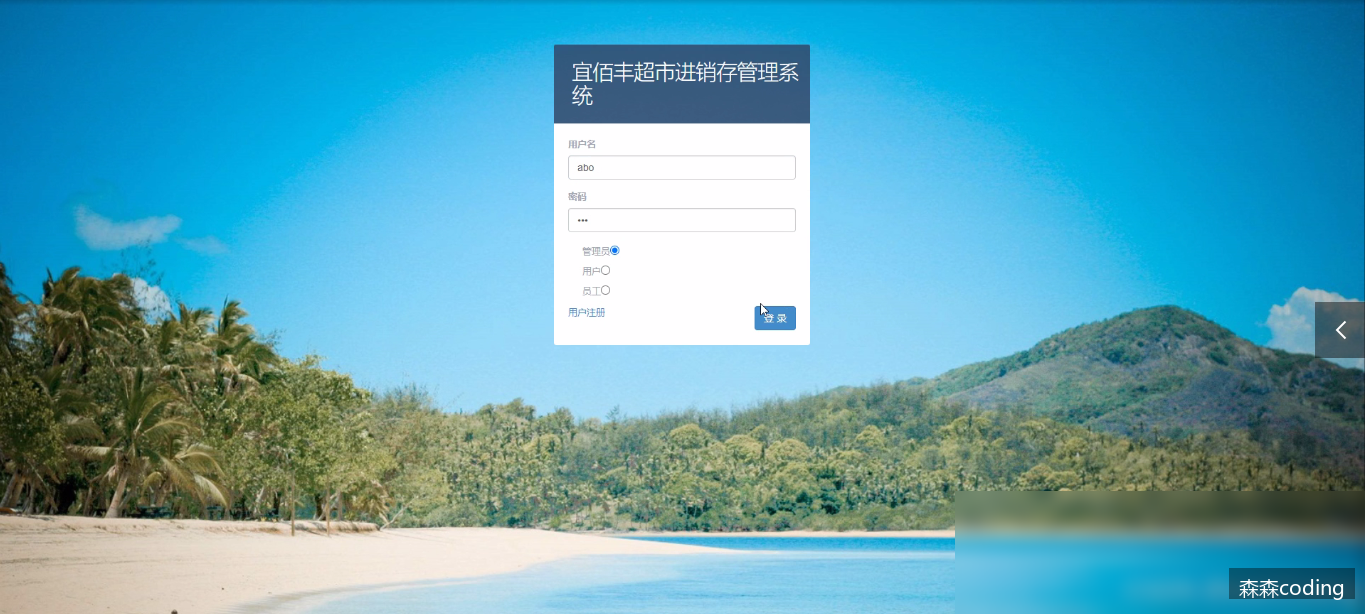 宜佰丰超市进销存管理系
统
用户名
abo
密码
•••
管理员
用户
员工
用户注册
登 录
森森coding